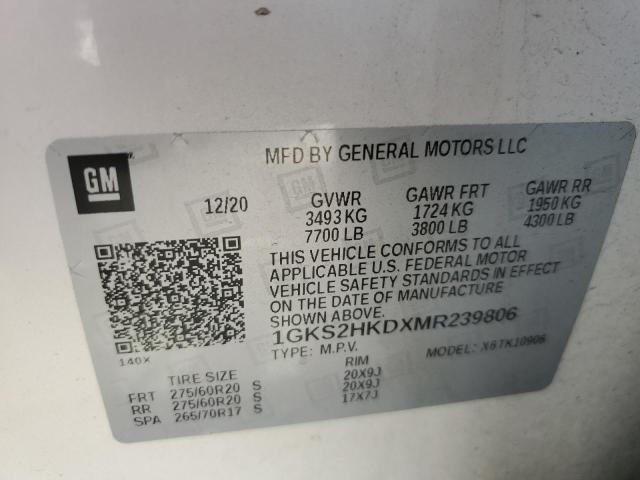 GM
MFD BY GENERAL MOTORS LLC
12/20 GVWR GAWR FRT GAWR RR
3493 KG 1724 KG 1950 KG
7700 LB 3800 LB 4300 LB
THIS VEHICLE CONFORMS TO ALL
APPLICABLE U.S. FEDERAL MOTOR
VEHICLE SAFETY STANDARDS IN EFFECT
ON THE DATE OF MANUFACTURE
SHOWN ABOVE.
1GKS2HKDXMR239806
140X TYPE: M.P.V. MODEL: X6TK10906
TIRE SIZE RIM
FRT 275/60R20 S 20X9J
RR 275/60R20 S 20X9J
SPA 265/70R17 S 17X7J